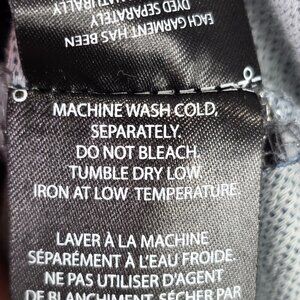 EACH GARMENT HAS BEEN
DYED SEPARATELY
NATURALLY
MACHINE WASH COLD,
SEPARATELY.
DO NOT BLEACH.
TUMBLE DRY LOW.
IRON AT LOW TEMPERATURE
LAVER À LA MACHINE
SÉPARÉMENT À L'EAU FROIDE.
NE PAS UTILISER D'AGENT
DE BLANCHIMENT. SÉCHER PAR